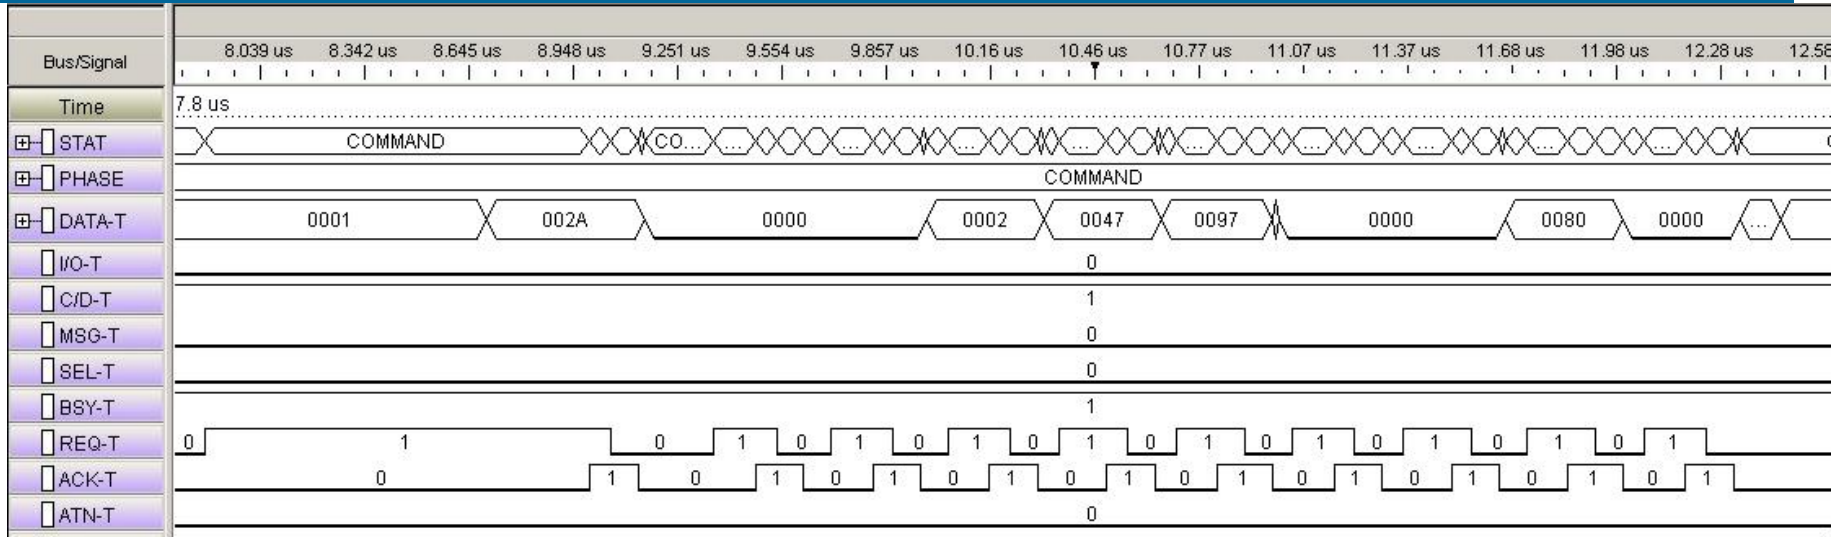 Bus/Signal 8.039 us 8.342 us 8.645 us 8.948 us 9.251 us 9.554 us 9.857 us 10.16 us 10.46 us 10.77 us 11.07 us 11.37 us 11.68 us 11.98 us 12.28 us 12.58
Time 7.8 us
STAT COMMAND CO... ... ... ... ... ... ... ... ... ...
PHASE COMMAND
DATA-T 0001 002A 0000 0002 0047 0097 0000 0080 0000 ...
I/O-T 0
C/D-T 1
MSG-T 0
SEL-T 0
BSY-T 1
REQ-T 0 1 0 1 0 1 0 1 0 1 0 1 0 1 0 1 0 1 0 1
ACK-T 0 1 0 1 0 1 0 1 0 1 0 1 0 1 0 1 0 1 0 1
ATN-T 0